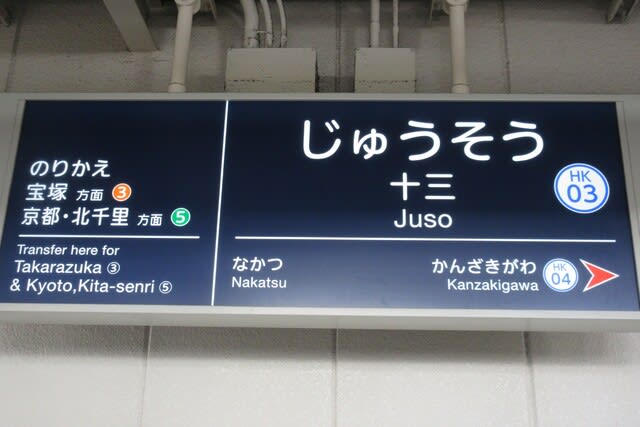 のりかえ
宝塚 方面 3
京都・北千里 方面 5
Transfer here for
Takarazuka ③
& Kyoto,Kita-senri ⑤
じゅうそう
十三
Juso
HK
03
なかつ
Nakatsu
かんざきがわ
Kanzakigawa
HK
04